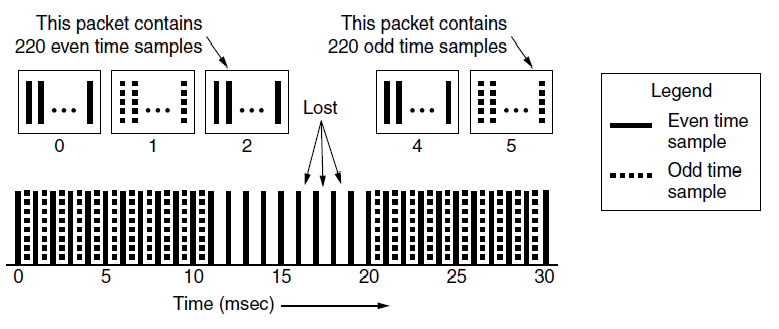 This packet contains
220 even time samples
This packet contains
220 odd time samples
0
1
2
Lost
4
5
Legend
Even time
sample
Odd time
sample
0
5
10
15
20
25
30
Time (msec)